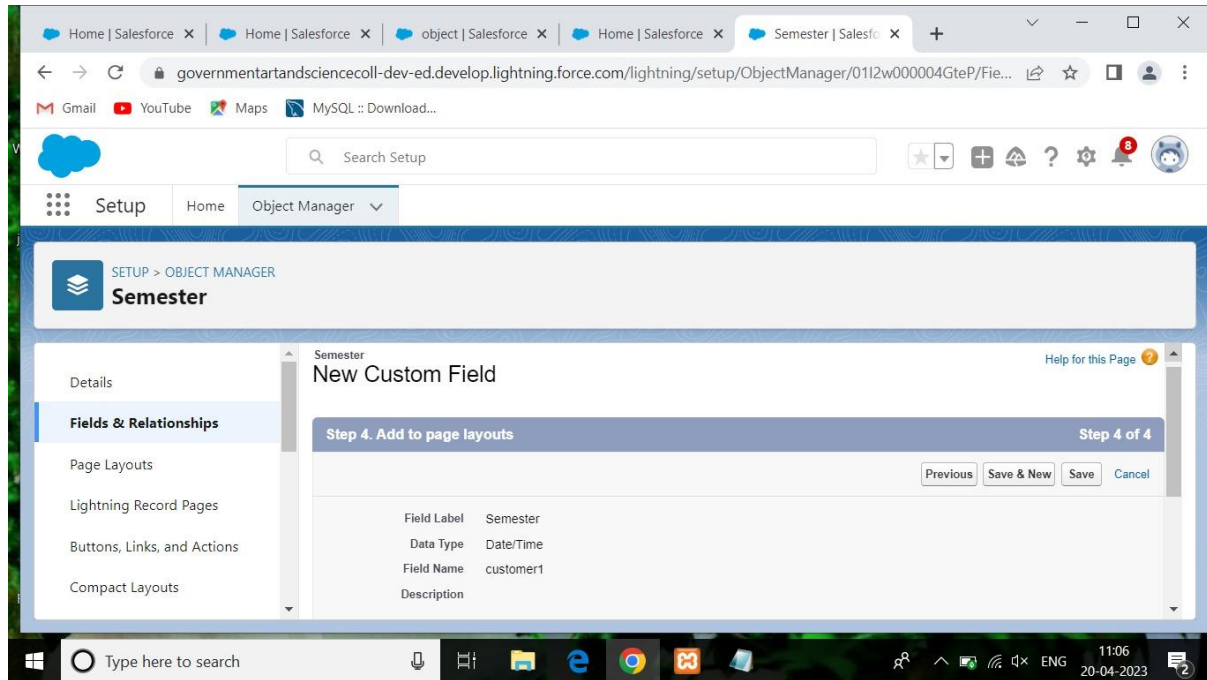 Home | Salesforce
Home | Salesforce
object | Salesforce
Home | Salesforce
Semester | Salesfo
governmentartandsciencecoll-dev-ed.develop.lightning.force.com/lightning/setup/ObjectManager/01I2w000004GteP/Fie...
Gmail YouTube Maps MySQL :: Download...
Search Setup
8
Setup Home Object Manager
SETUP > OBJECT MANAGER
Semester
Details
Fields & Relationships
Page Layouts
Lightning Record Pages
Buttons, Links, and Actions
Compact Layouts
Semester
New Custom Field
Help for this Page
Step 4. Add to page layouts Step 4 of 4
Previous Save & New Save Cancel
Field Label Semester
Data Type Date/Time
Field Name customer1
Description
Type here to search
ENG
11:06
20-04-2023
2